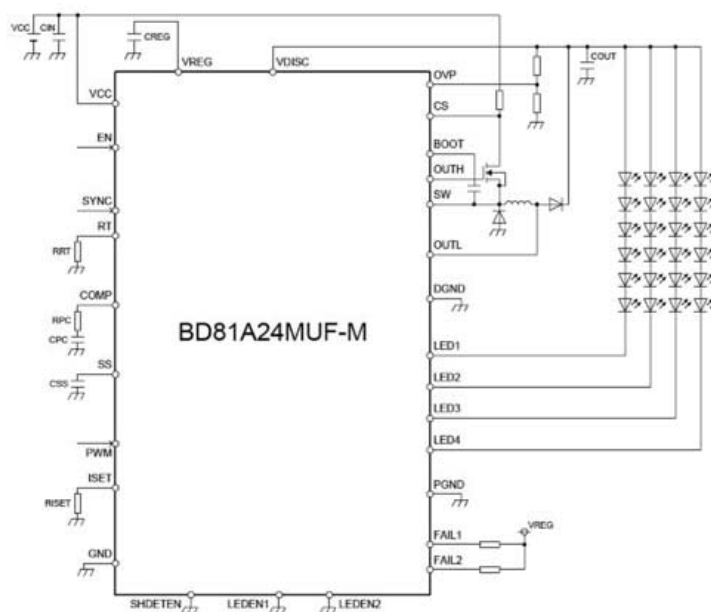 VCC
CIN
CREG
VREG
VDISC
COUT
VCC
OVP
CS
EN
BOOT
OUTH
SYNC
SW
RT
RRT
OUTL
COMP
DGND
RPC
CPC
BD81A24MUF-M
SS
LED1
CSS
LED2
LED3
PWM
LED4
ISET
RISET
PGND
VREG
GND
FAIL1
FAIL2
SHDETEN
LEDEN1
LEDEN2